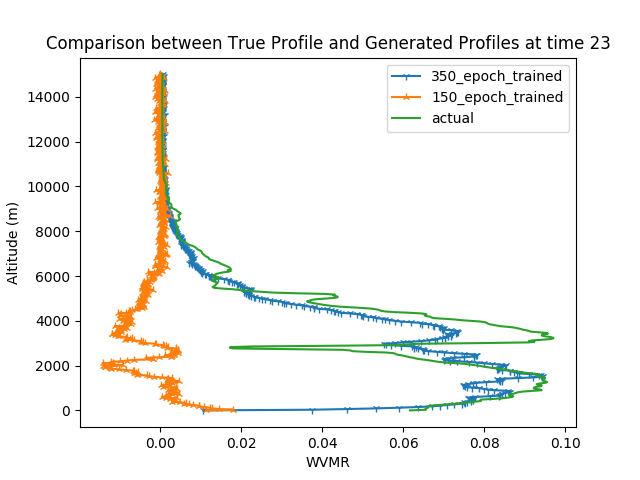 Comparison between True Profile and Generated Profiles at time 23
350_epoch_trained
150_epoch_trained
actual
Altitude (m)
14000
12000
10000
8000
6000
4000
2000
0
0.00 0.02 0.04 0.06 0.08 0.10
WVMR